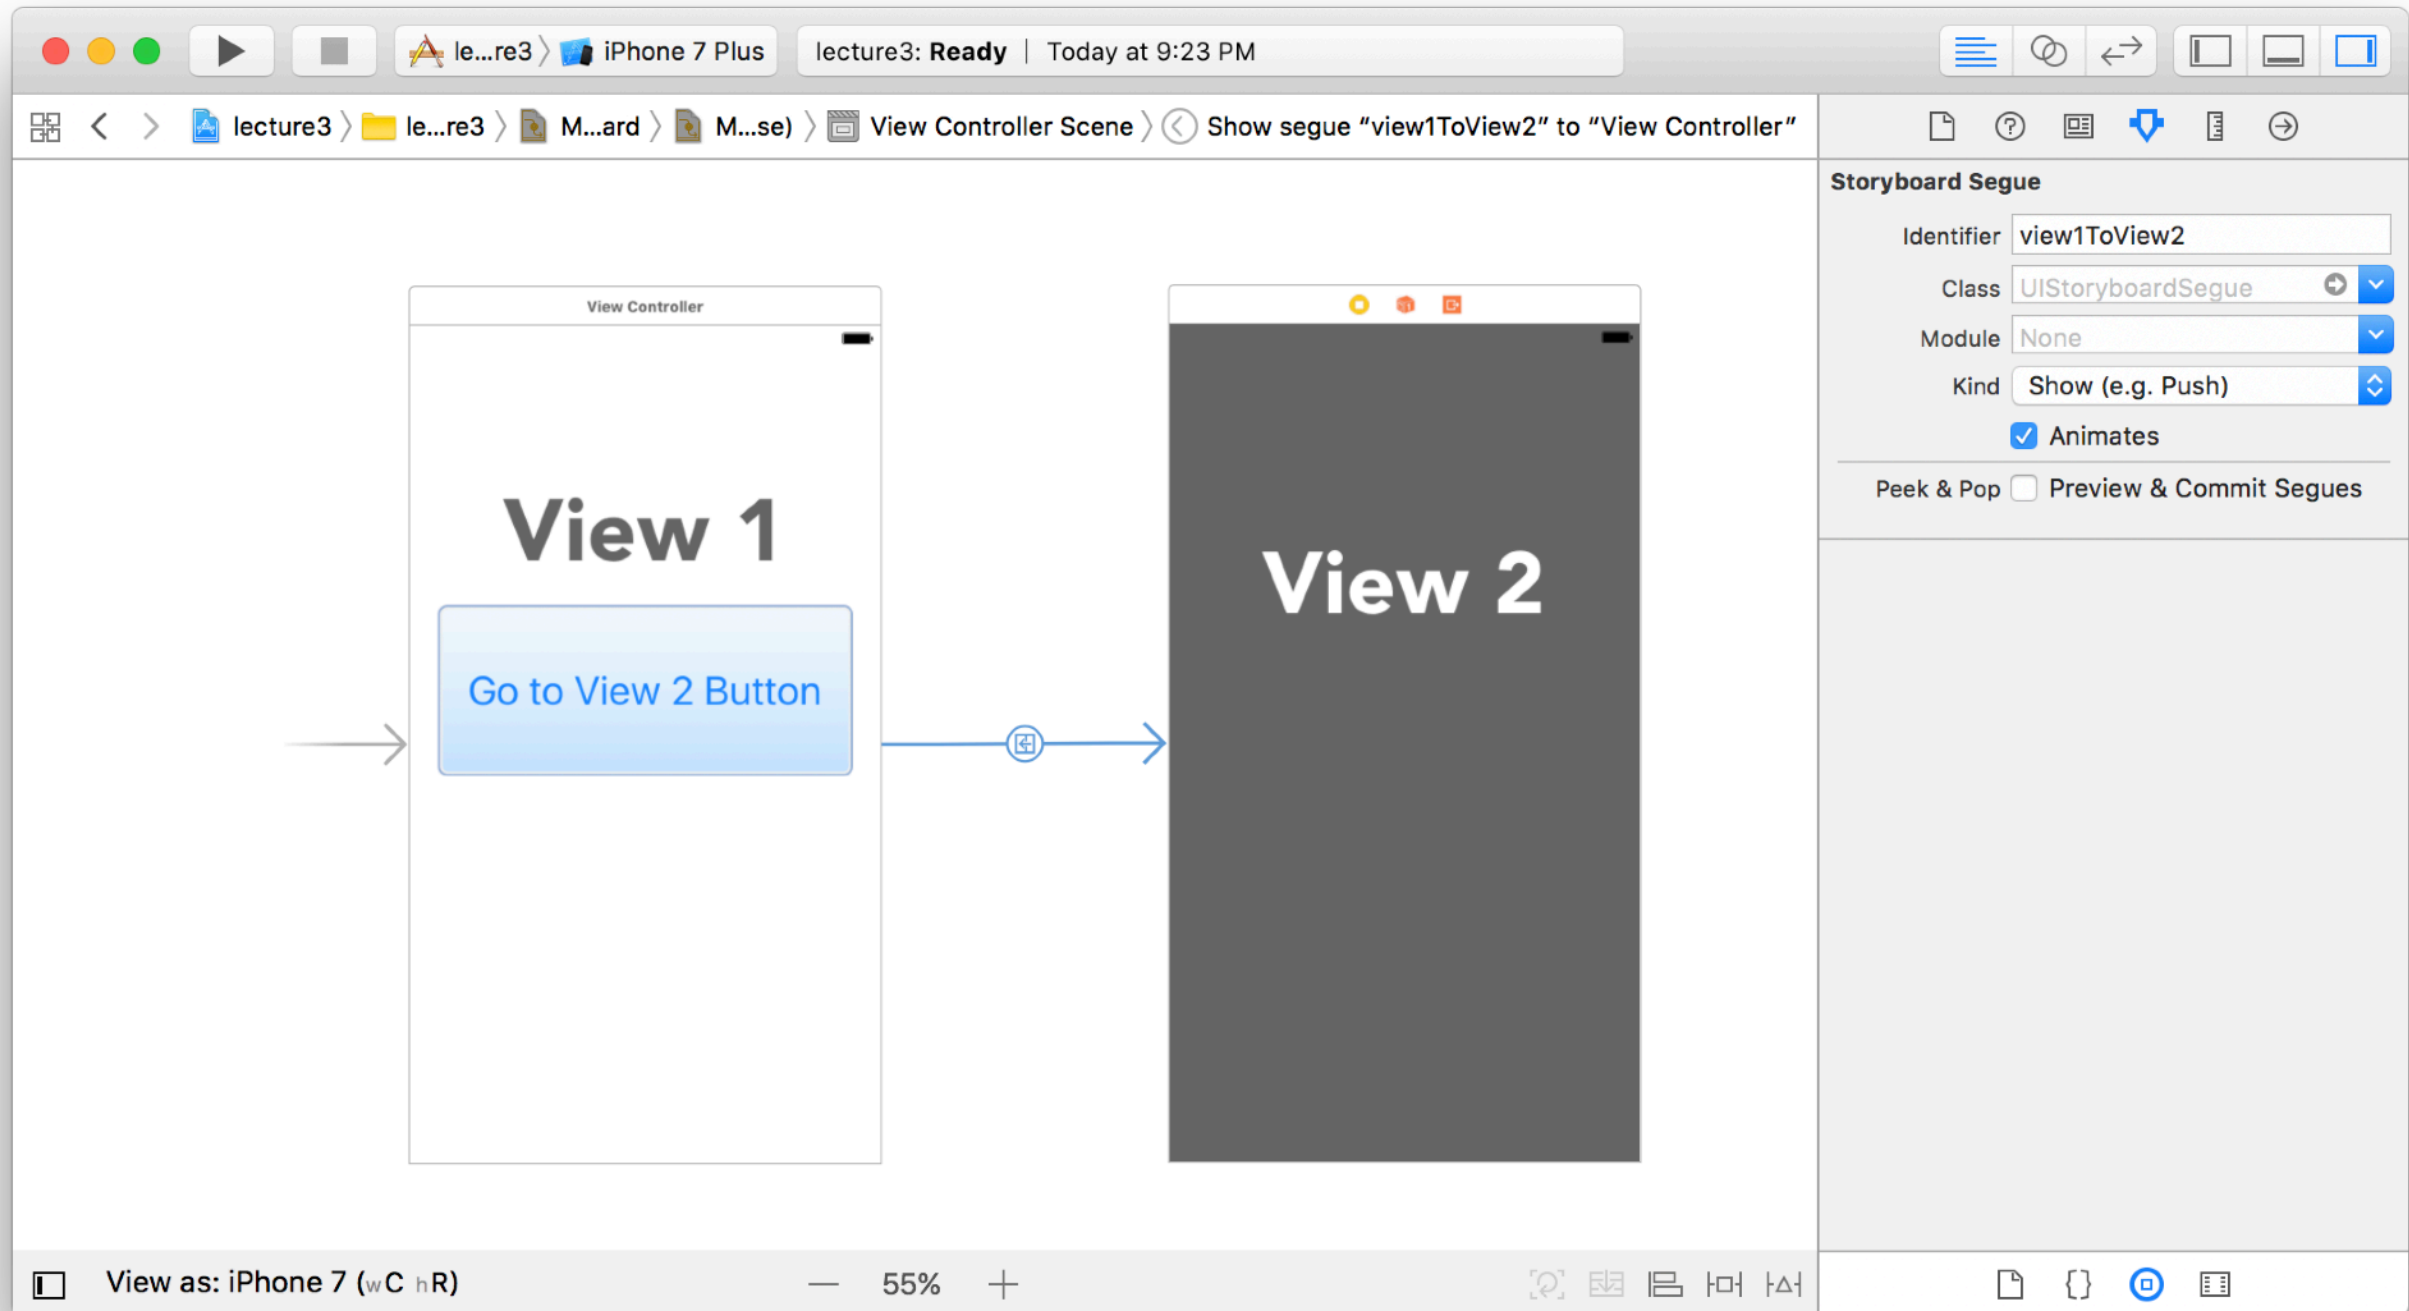 le...re3 iPhone 7 Plus
lecture3: Ready | Today at 9:23 PM
lecture3 le...re3 M...ard M...se) View Controller Scene Show segue “view1ToView2” to “View Controller”
Storyboard Segue
Identifier view1ToView2
Class UIStoryboardSegue
Module None
Kind Show (e.g. Push)
Animates
Peek & Pop Preview & Commit Segues
View Controller
View 1
Go to View 2 Button
View 2
View as: iPhone 7 (wC hR)
— 55% +